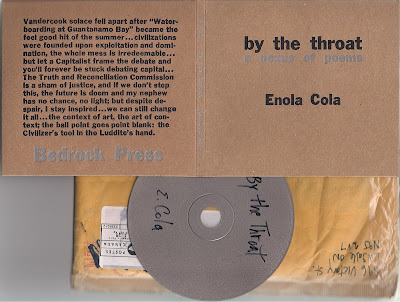 Vandercook solace fell apart after "Water-
boarding at Guantanamo Bay" became the
feel good hit of the summer...civilizations
were founded upon exploitation and domi-
nation, the whole mess is irredeemable...
but let a Capitalist frame the debate and
you'll forever be stuck debating capital...
The Truth and Reconciliation Commission
is a sham of justice, and if we don't stop
this, the future is doom and my nephew
has no chance, no light; but despite de-
spair, I stay inspired...we can still change
it all...the context of art, the art of con-
text; the ball point goes point blank: the
Civilizer's tool in the Luddite's hand.
Bedrock Press
by the throat
a nexus of poems
Enola Cola
By the Throat
E. Cola
POSTES
CANADA
Victoria St.
ON